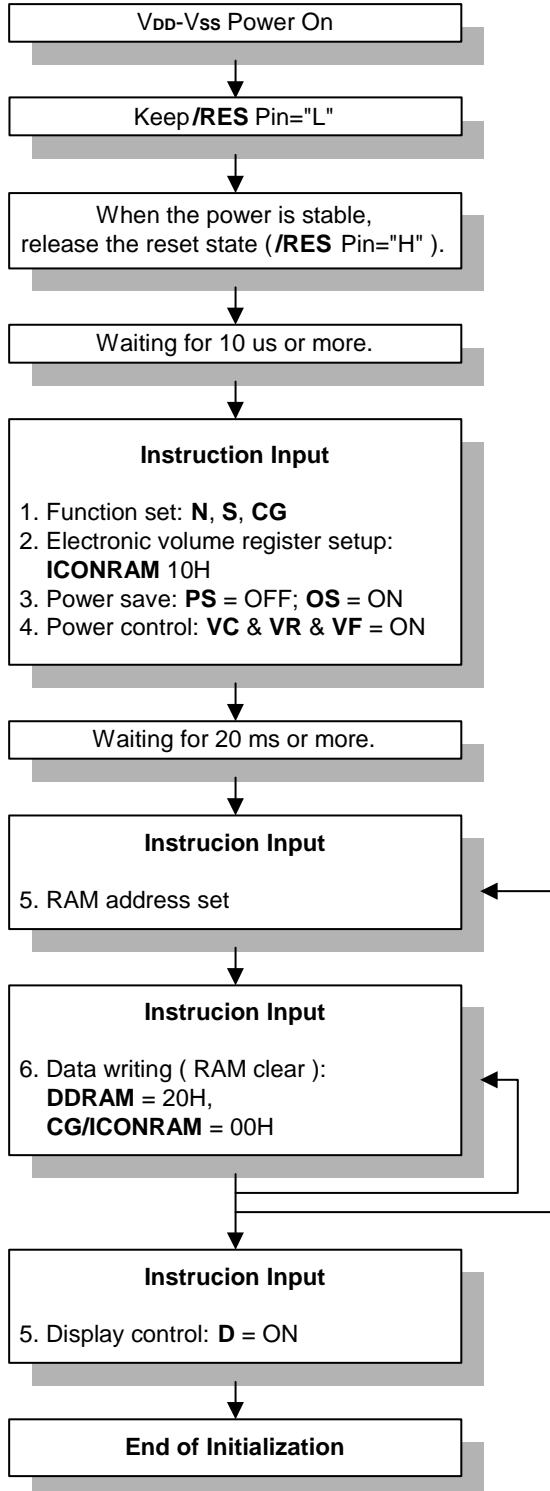 VDD-VSS Power On
Keep /RES Pin="L"
When the power is stable,
release the reset state ( /RES Pin="H" ).
Waiting for 10 us or more.
Instruction Input
1. Function set: N, S, CG
2. Electronic volume register setup:
ICONRAM 10H
3. Power save: PS = OFF; OS = ON
4. Power control: VC & VR & VF = ON
Waiting for 20 ms or more.
Instrucion Input
5. RAM address set
Instrucion Input
6. Data writing ( RAM clear ):
DDRAM = 20H,
CG/ICONRAM = 00H
Instrucion Input
5. Display control: D = ON
End of Initialization